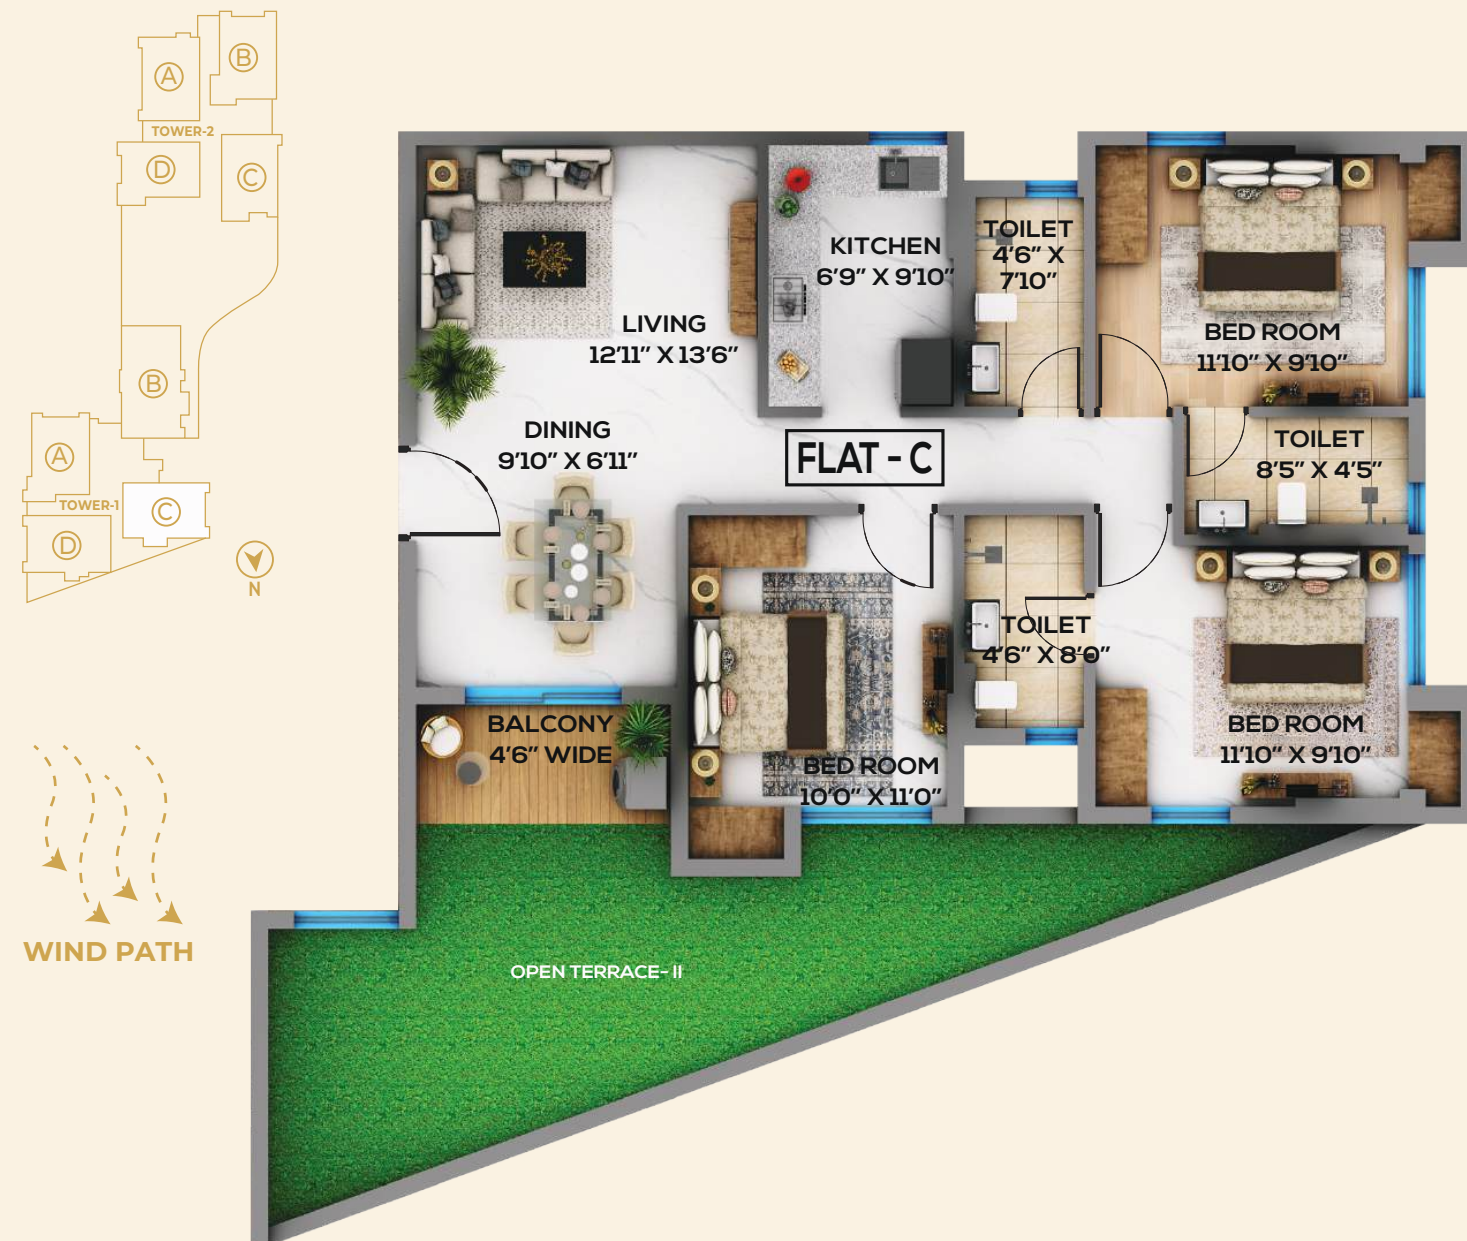 B
A
TOWER-2
D
C
B
A
TOWER-1
C
D
N
WIND PATH
LIVING
12'11" X 13'6"
KITCHEN
6'9" X 9'10"
TOILET
4'6" X
7'10"
BED ROOM
11'10" X 9'10"
DINING
9'10" X 6'11"
FLAT - C
TOILET
8'5" X 4'5"
TOILET
4'6" X 8'0"
BALCONY
4'6" WIDE
BED ROOM
10'0" X 11'0"
BED ROOM
11'10" X 9'10"
OPEN TERRACE- II